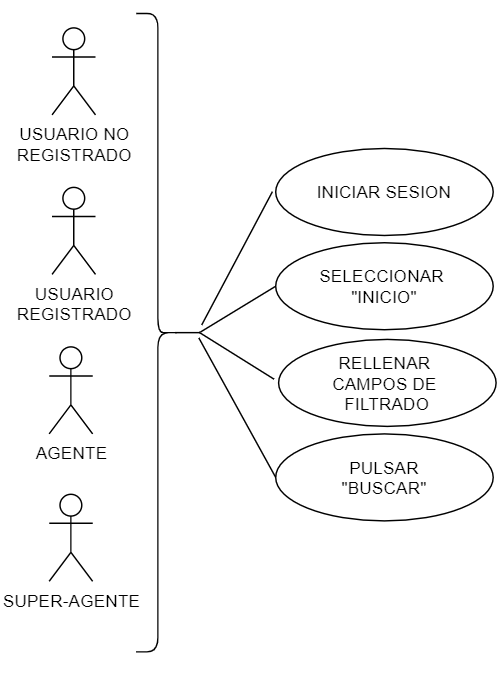 USUARIO NO
REGISTRADO
USUARIO
REGISTRADO
AGENTE
SUPER-AGENTE
INICIAR SESION
SELECCIONAR
"INICIO"
RELLENAR
CAMPOS DE
FILTRADO
PULSAR
"BUSCAR"